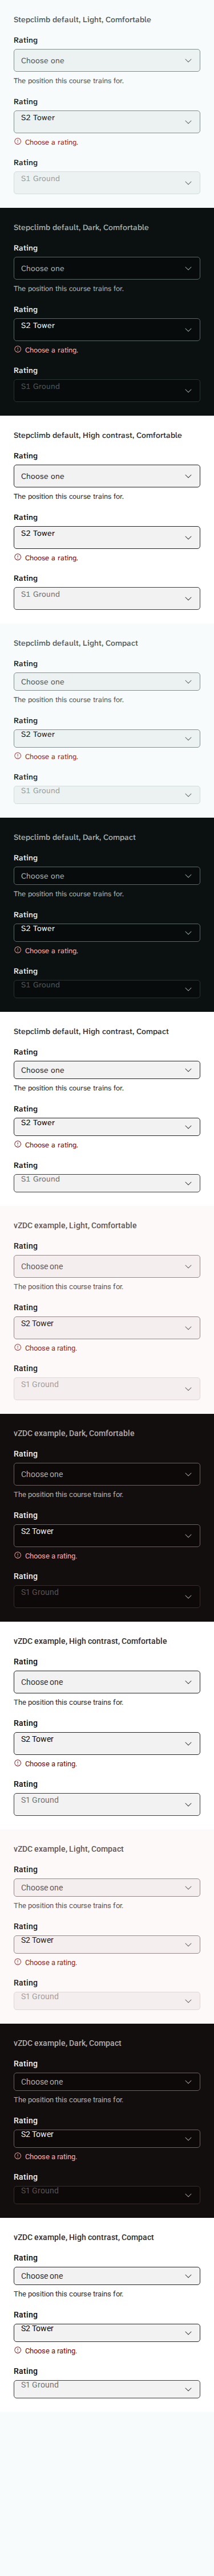 Stepclimb default, Light, Comfortable
Rating
Choose one
The position this course trains for.
Rating
S2 Tower
Choose a rating.
Rating
S1 Ground
Stepclimb default, Dark, Comfortable
Rating
Choose one
The position this course trains for.
Rating
S2 Tower
Choose a rating.
Rating
S1 Ground
Stepclimb default, High contrast, Comfortable
Rating
Choose one
The position this course trains for.
Rating
S2 Tower
Choose a rating.
Rating
S1 Ground
Stepclimb default, Light, Compact
Rating
Choose one
The position this course trains for.
Rating
S2 Tower
Choose a rating.
Rating
S1 Ground
Stepclimb default, Dark, Compact
Rating
Choose one
The position this course trains for.
Rating
S2 Tower
Choose a rating.
Rating
S1 Ground
Stepclimb default, High contrast, Compact
Rating
Choose one
The position this course trains for.
Rating
S2 Tower
Choose a rating.
Rating
S1 Ground
vZDC example, Light, Comfortable
Rating
Choose one
The position this course trains for.
Rating
S2 Tower
Choose a rating.
Rating
S1 Ground
vZDC example, Dark, Comfortable
Rating
Choose one
The position this course trains for.
Rating
S2 Tower
Choose a rating.
Rating
S1 Ground
vZDC example, High contrast, Comfortable
Rating
Choose one
The position this course trains for.
Rating
S2 Tower
Choose a rating.
Rating
S1 Ground
vZDC example, Light, Compact
Rating
Choose one
The position this course trains for.
Rating
S2 Tower
Choose a rating.
Rating
S1 Ground
vZDC example, Dark, Compact
Rating
Choose one
The position this course trains for.
Rating
S2 Tower
Choose a rating.
Rating
S1 Ground
vZDC example, High contrast, Compact
Rating
Choose one
The position this course trains for.
Rating
S2 Tower
Choose a rating.
Rating
S1 Ground